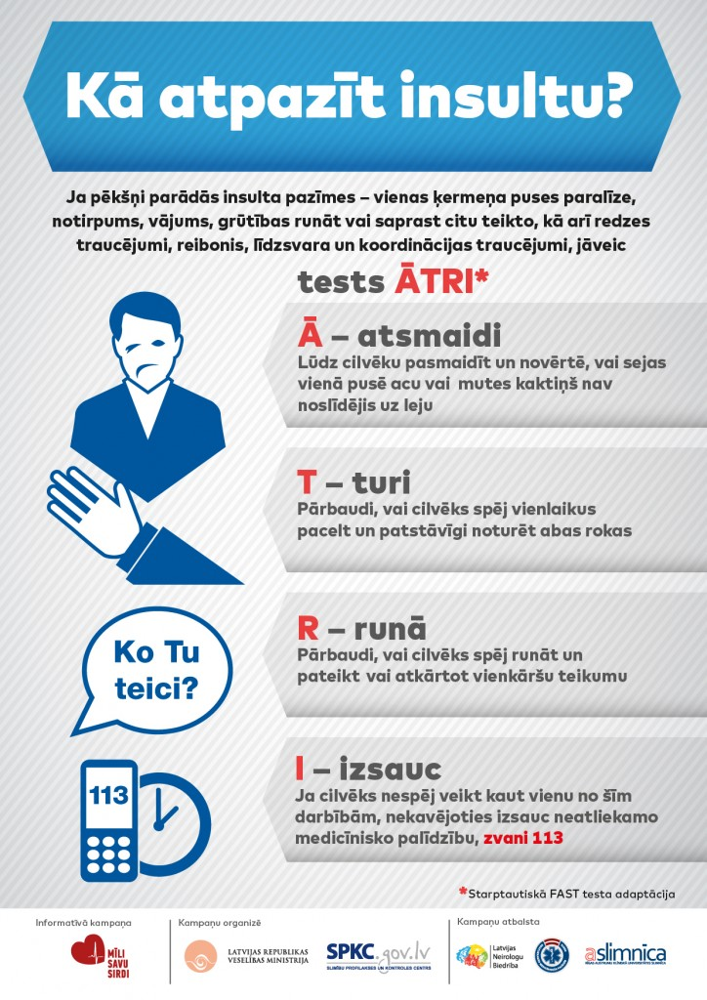 Kā atpazīt insultu?
Ja pēkšņi parādās insulta pazīmes – vienas ķermeņa puses paralīze,
notirpums, vājums, grūtības runāt vai saprast citu teikto, kā arī redzes
traucējumi, reibonis, līdzsvara un koordinācijas traucējumi, jāveic
tests ĀTRI*
Ā – atsmaidi
Lūdz cilvēku pasmaidīt un novērtē, vai sejas
vienā pusē acu vai mutes kaktiņš nav
noslīdējis uz leju
T – turi
Pārbaudi, vai cilvēks spēj vienlaikus
pacelt un patstāvīgi noturēt abas rokas
Ko Tu
teici?
R – runā
Pārbaudi, vai cilvēks spēj runāt un
pateikt vai atkārtot vienkāršu teikumu
113
I – izsauc
Ja cilvēks nespēj veikt kaut vienu no šīm
darbībām, nekavējoties izsauc neatliekamo
medicīnisko palīdzību, zvani 113
*Starptautiskā FAST testa adaptācija
Informatīvā kampaņa
MĪLI
SAVU
SIRDI
Kampaņu organizē
LATVIJAS REPUBLIKAS
VESELĪBAS MINISTRIJA
SPKC.gov.lv
SLIMĪBU PROFILAKSES UN KONTROLES CENTRS
Kampaņu atbalsta
Latvijas
Neirologu
Biedrība
aslimnica